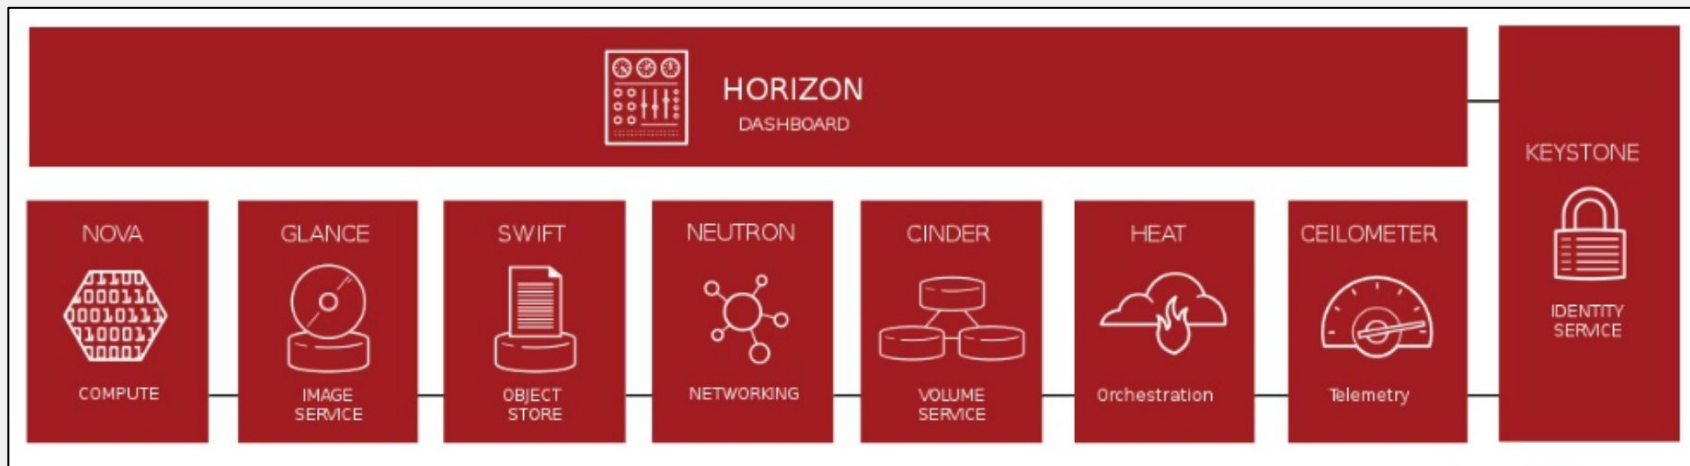 HORIZON
DASHBOARD
KEYSTONE
IDENTITY
SERVICE
NOVA
COMPUTE
GLANCE
IMAGE
SERVICE
SWIFT
OBJECT
STORE
NEUTRON
NETWORKING
CINDER
VOLUME
SERVICE
HEAT
Orchestration
CEILOMETER
Telemetry